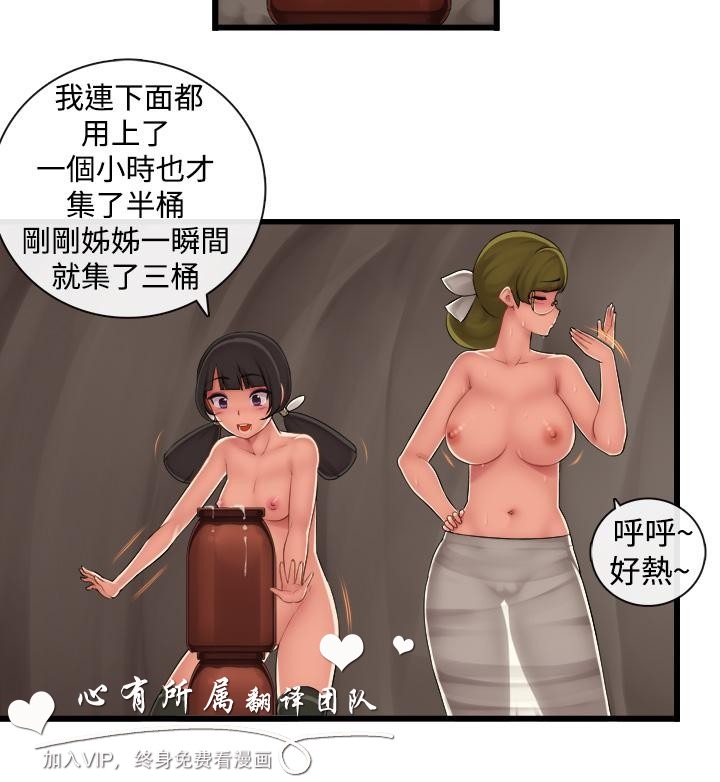 我連下面都
用上了
一個小時也才
集了半桶
剛剛姊姊一瞬間
就集了三桶
呼呼~
好熱~
心有所属翻译团队
加入VIP，终身免费看漫画